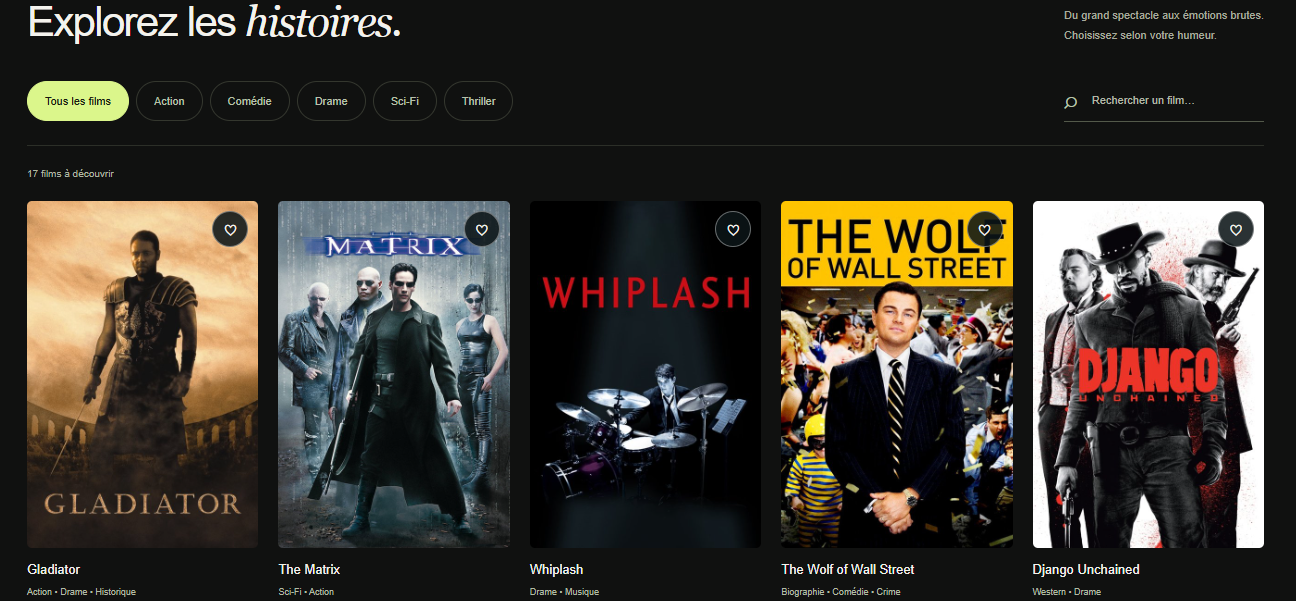 Explorez les histoires.
Du grand spectacle aux émotions brutes.
Choisissez selon votre humeur.
Tous les films
Action
Comédie
Drame
Sci-Fi
Thriller
Rechercher un film...
17 films à découvrir
GLADIATOR
THE
MATRIX
WHIPLASH
THE WOLF
OF WALL STREET
DJANGO
UNCHAINED
Gladiator
Action • Drame • Historique
The Matrix
Sci-Fi • Action
Whiplash
Drame • Musique
The Wolf of Wall Street
Biographie • Comédie • Crime
Django Unchained
Western • Drame